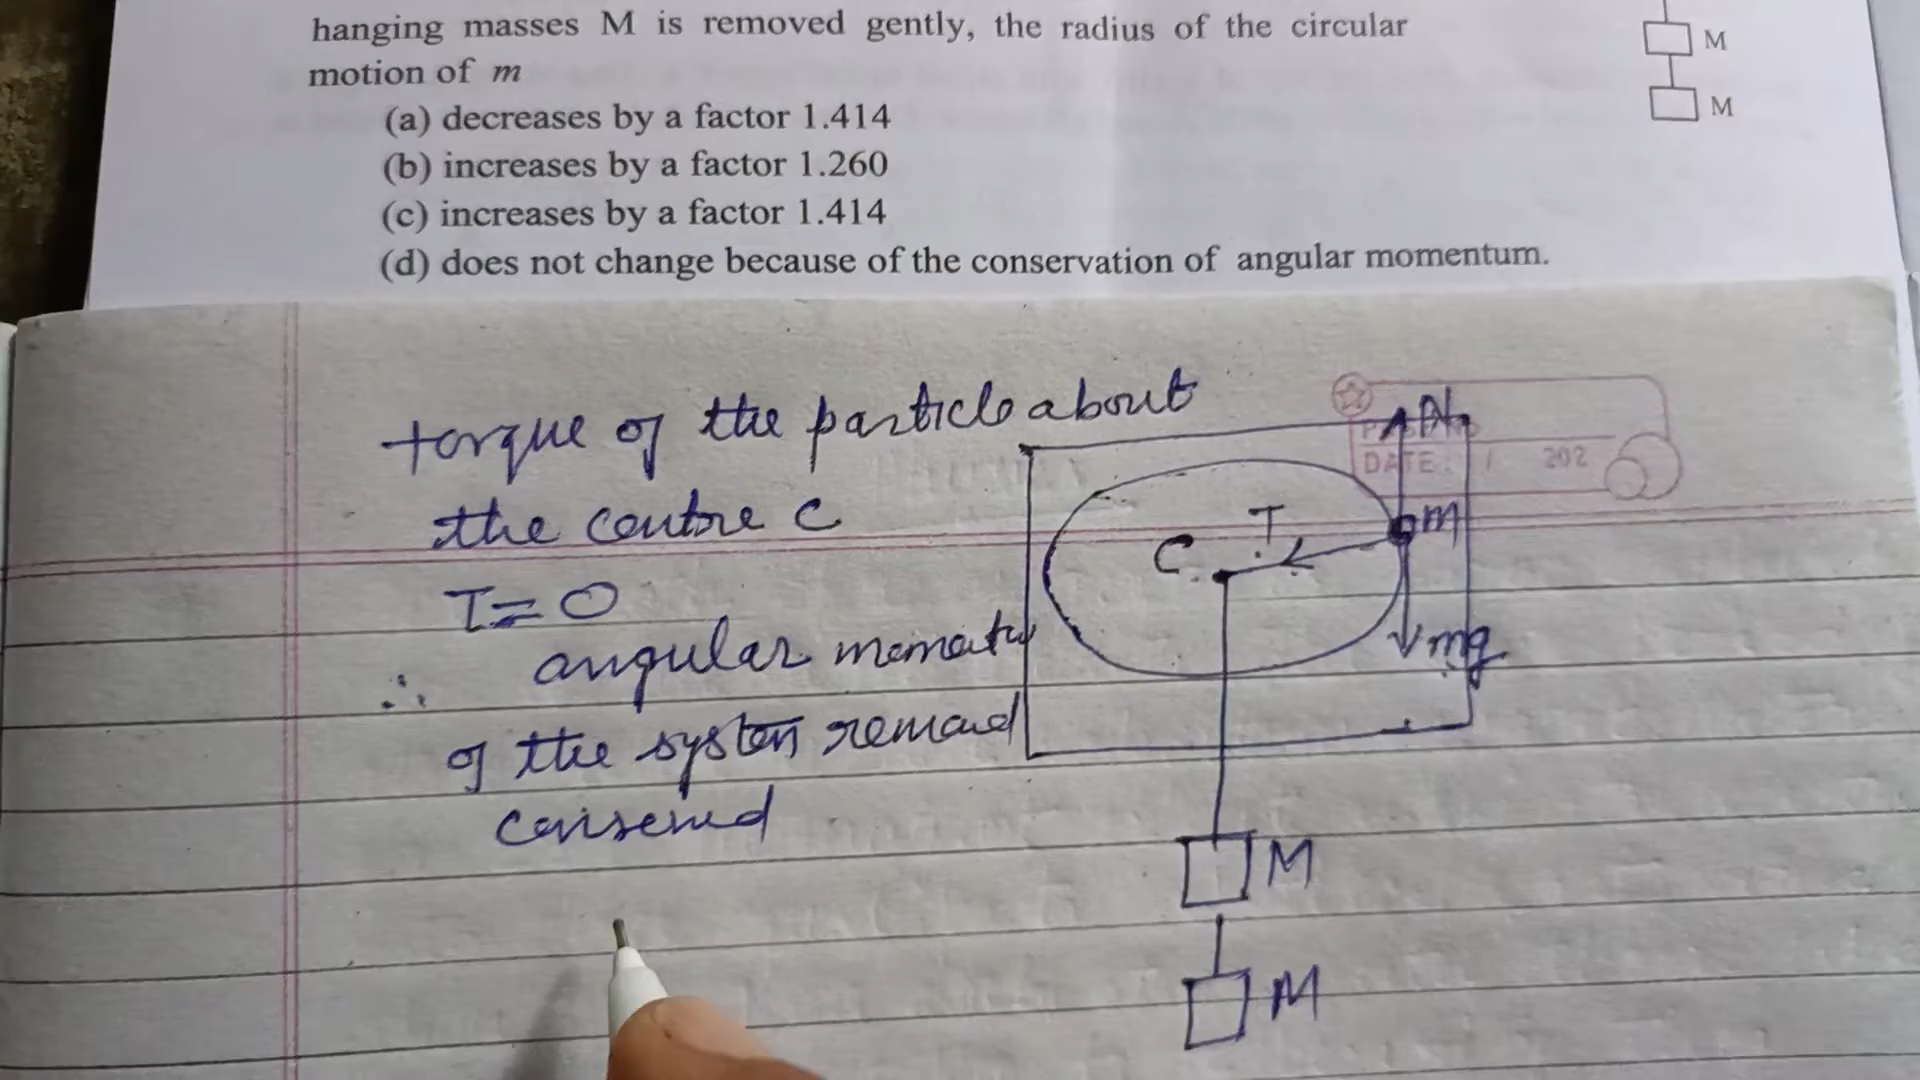 hanging masses M is removed gently, the radius of the circular
motion of m
(a) decreases by a factor 1.414
(b) increases by a factor 1.260
(c) increases by a factor 1.414
(d) does not change because of the conservation of angular momentum.
M
M
torque of the particle about
the centre C
T = 0
∴ angular momentu
of the system remaid
conserved
N
DATE: / 202
T
C
m
mg
M
M